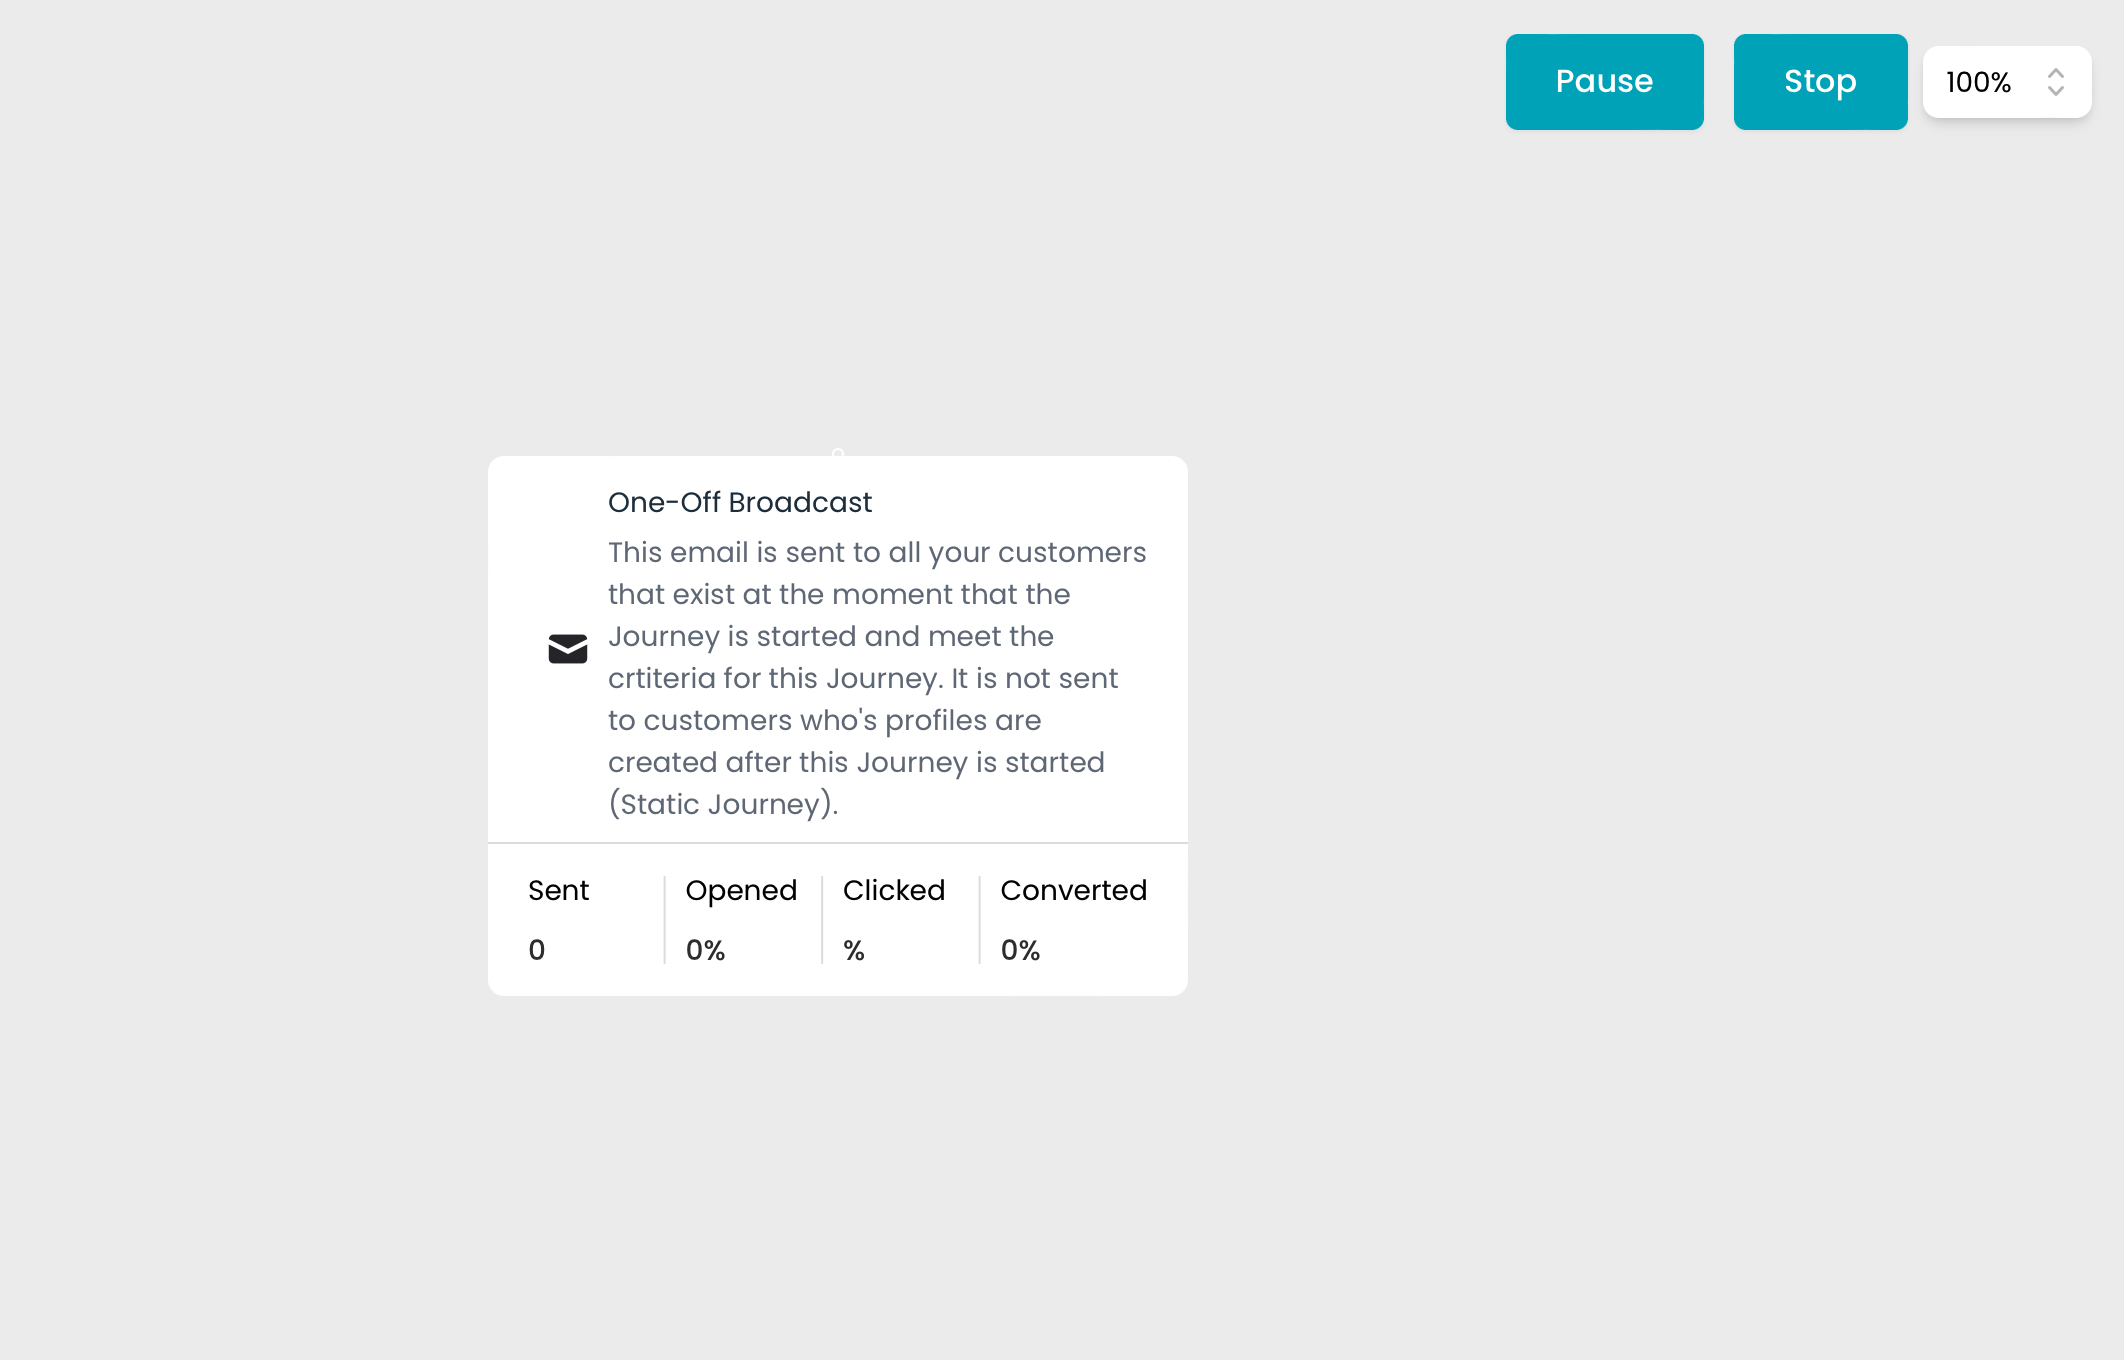 Pause
Stop
100%
One-Off Broadcast
This email is sent to all your customers
that exist at the moment that the
Journey is started and meet the
crtiteria for this Journey. It is not sent
to customers who's profiles are
created after this Journey is started
(Static Journey).
Sent
Opened
Clicked
Converted
0
0%
%
0%